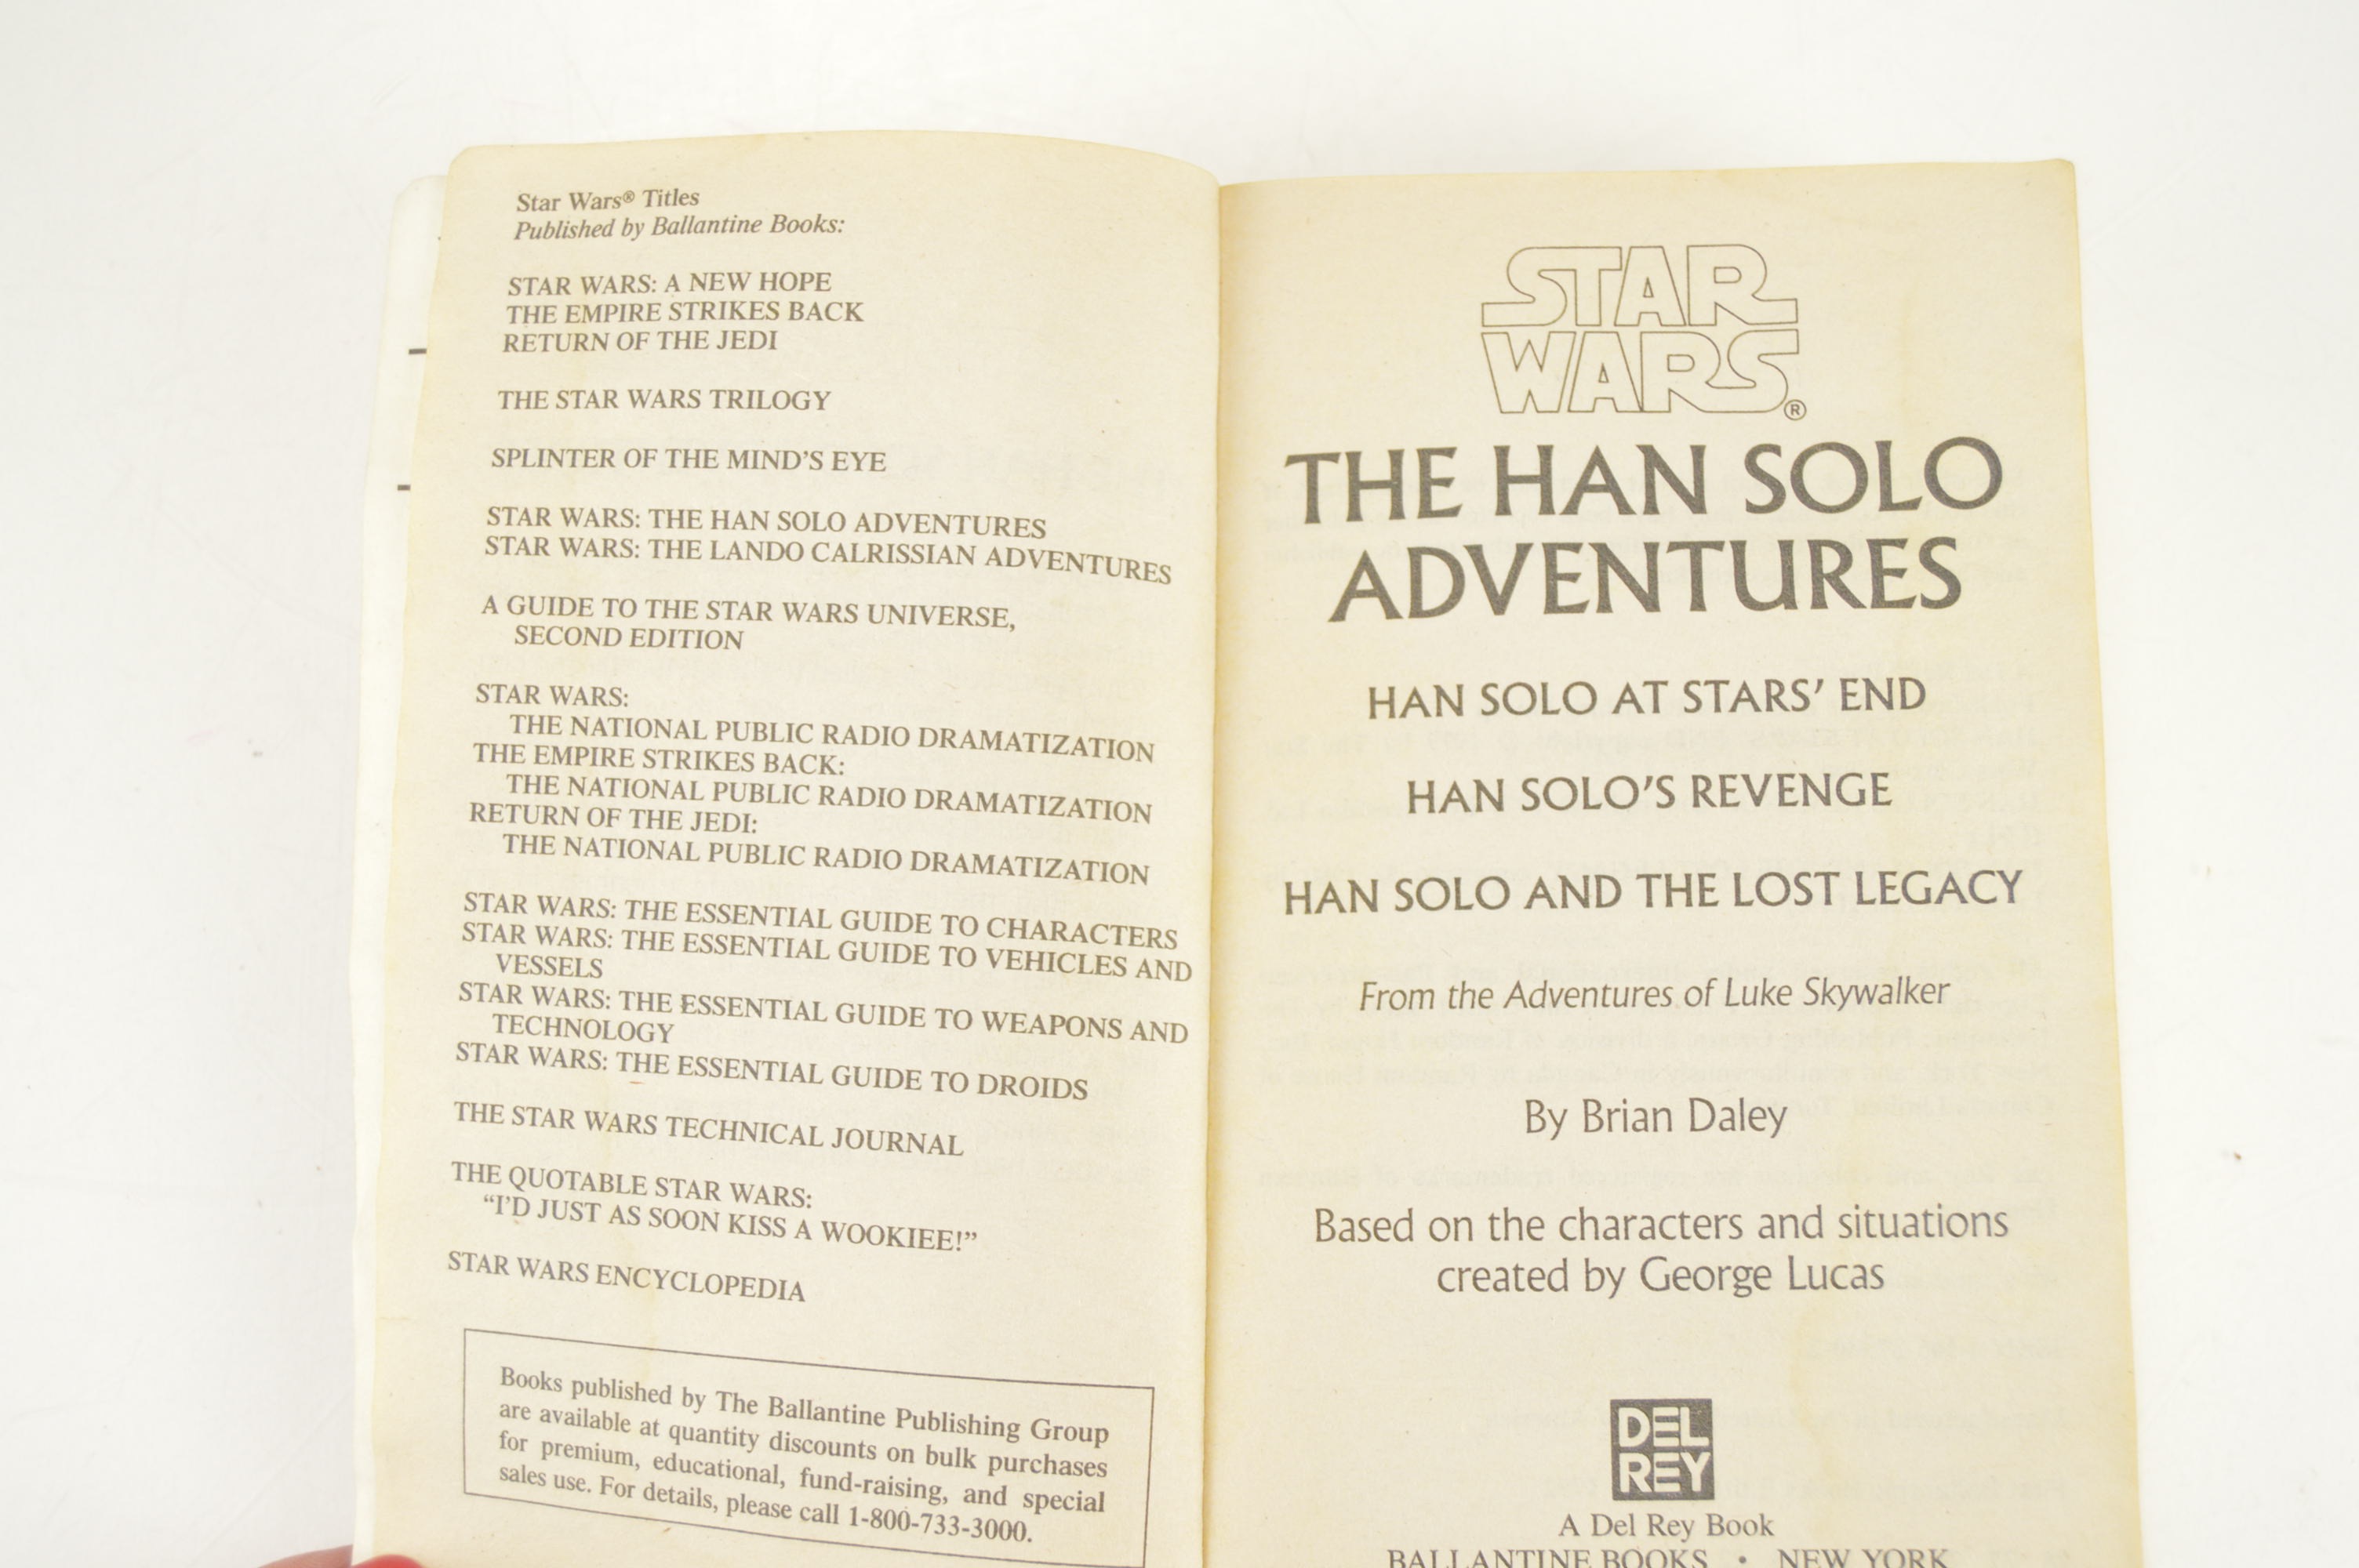 Star Wars® Titles
Published by Ballantine Books:
STAR WARS: A NEW HOPE
THE EMPIRE STRIKES BACK
RETURN OF THE JEDI
THE STAR WARS TRILOGY
SPLINTER OF THE MIND'S EYE
STAR WARS: THE HAN SOLO ADVENTURES
STAR WARS: THE LANDO CALRISSIAN ADVENTURES
A GUIDE TO THE STAR WARS UNIVERSE,
SECOND EDITION
STAR WARS:
THE NATIONAL PUBLIC RADIO DRAMATIZATION
THE EMPIRE STRIKES BACK:
THE NATIONAL PUBLIC RADIO DRAMATIZATION
RETURN OF THE JEDI:
THE NATIONAL PUBLIC RADIO DRAMATIZATION
STAR WARS: THE ESSENTIAL GUIDE TO CHARACTERS
STAR WARS: THE ESSENTIAL GUIDE TO VEHICLES AND
VESSELS
STAR WARS: THE ESSENTIAL GUIDE TO WEAPONS AND
TECHNOLOGY
STAR WARS: THE ESSENTIAL GUIDE TO DROIDS
THE STAR WARS TECHNICAL JOURNAL
THE QUOTABLE STAR WARS:
"I'D JUST AS SOON KISS A WOOKIEE!"
STAR WARS ENCYCLOPEDIA
Books published by The Ballantine Publishing Group
are available at quantity discounts on bulk purchases
for premium, educational, fund-raising, and special
sales use. For details, please call 1-800-733-3000.
STAR
WARS®
THE HAN SOLO
ADVENTURES
HAN SOLO AT STARS' END
HAN SOLO'S REVENGE
HAN SOLO AND THE LOST LEGACY
From the Adventures of Luke Skywalker
By Brian Daley
Based on the characters and situations
created by George Lucas
DEL
REY
A Del Rey Book
BALLANTINE BOOKS • NEW YORK